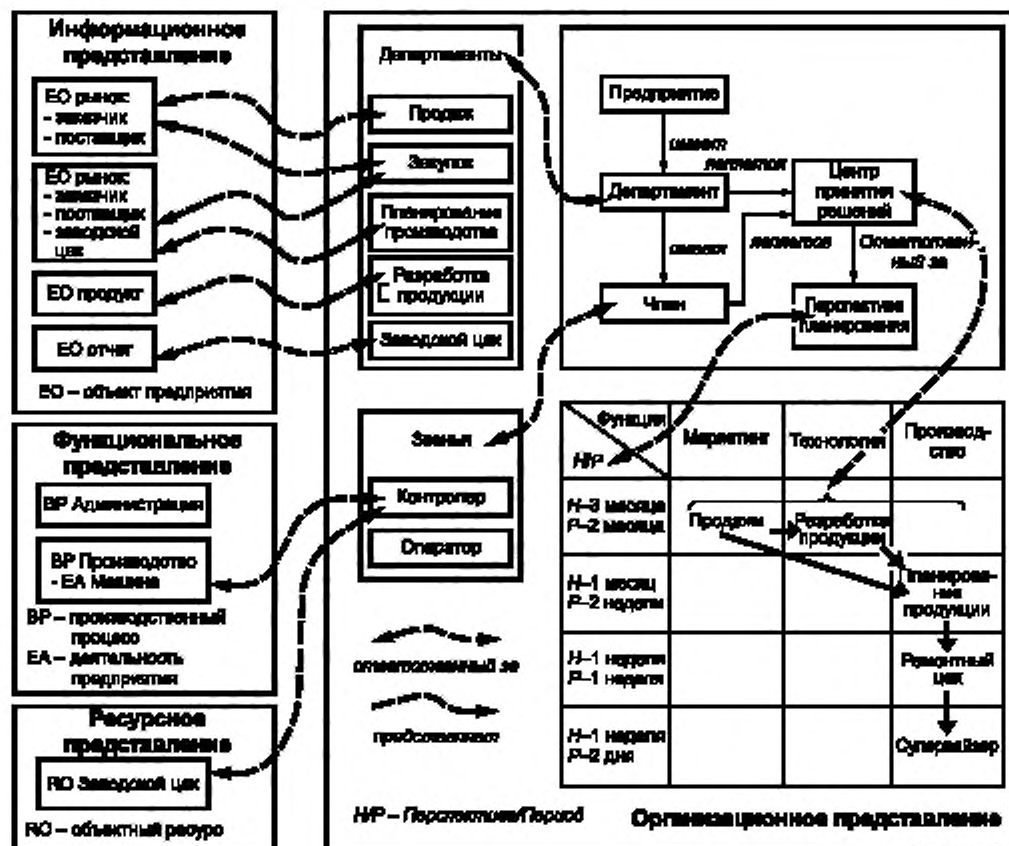 Информационное
представление
ЕО рынок:
- заказчик
- поставщик
ЕО рынок:
- заказчик
- поставщик
- заводской
цех
ЕО продукт
ЕО отчет
ЕО – объект предприятия
Функциональное
представление
ВР Администрация
ВР Производство
- ЕА Машина
ВР – производственный
процесс
ЕА – деятельность
предприятия
Ресурсное
представление
RO Заводской цех
RO – объектный ресурс
Департаменты
Продаж
Закупок
Планирование
производства
Разработка
продукции
Заводской цех
Звенья
Контролер
Оператор
ответственный за
представляет
H/P – Перспектива/Период
Предприятие
имеет
является
Департамент
Центр
принятия
решений
имеет
является
Ответствен-
ный за
Член
Перспективы
планирования
Функция
H/P
Маркетинг
Технология
Производ-
ство
H–3 месяца
P–2 месяца
Продажи
Разработка
продукции
H–1 месяц
P–2 недели
Планирова-
ние
продукции
H–1 неделя
P–1 неделя
Ремонтный
цех
H–1 неделя
P–2 дня
Супервайзер
Организационное представление